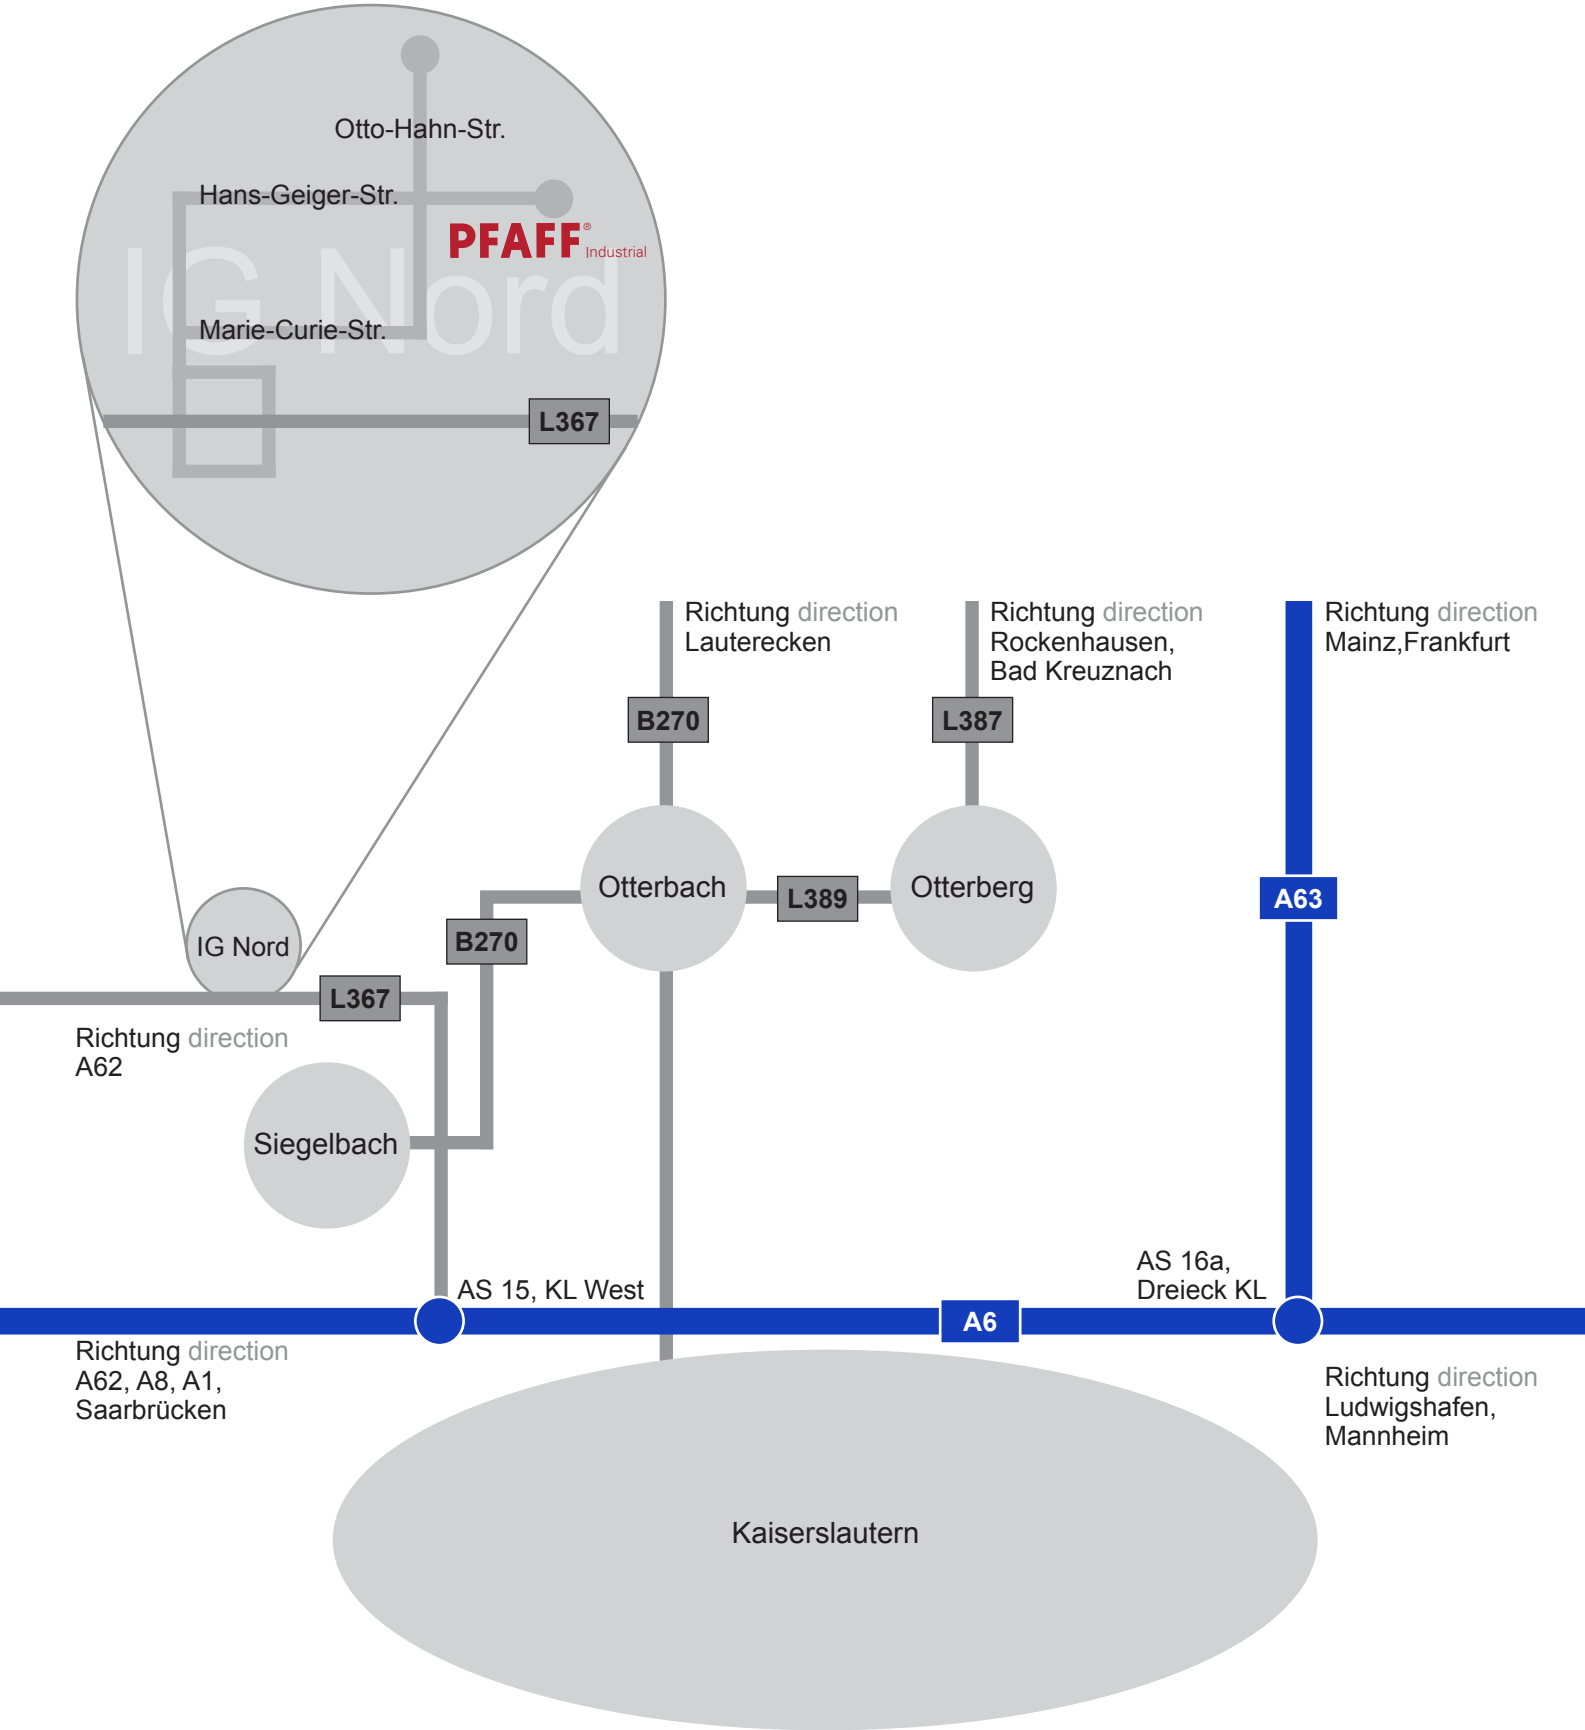 Otto-Hahn-Str.
Hans-Geiger-Str.
PFAFF® Industrial
IG Nord
Marie-Curie-Str.
L367
Richtung direction
Lauterecken
Richtung direction
Rockenhausen,
Bad Kreuznach
Richtung direction
Mainz,Frankfurt
B270
L387
Otterbach
L389
Otterberg
A63
B270
IG Nord
L367
Richtung direction
A62
Siegelbach
AS 15, KL West
AS 16a,
Dreieck KL
A6
Richtung direction
A62, A8, A1,
Saarbrücken
Richtung direction
Ludwigshafen,
Mannheim
Kaiserslautern